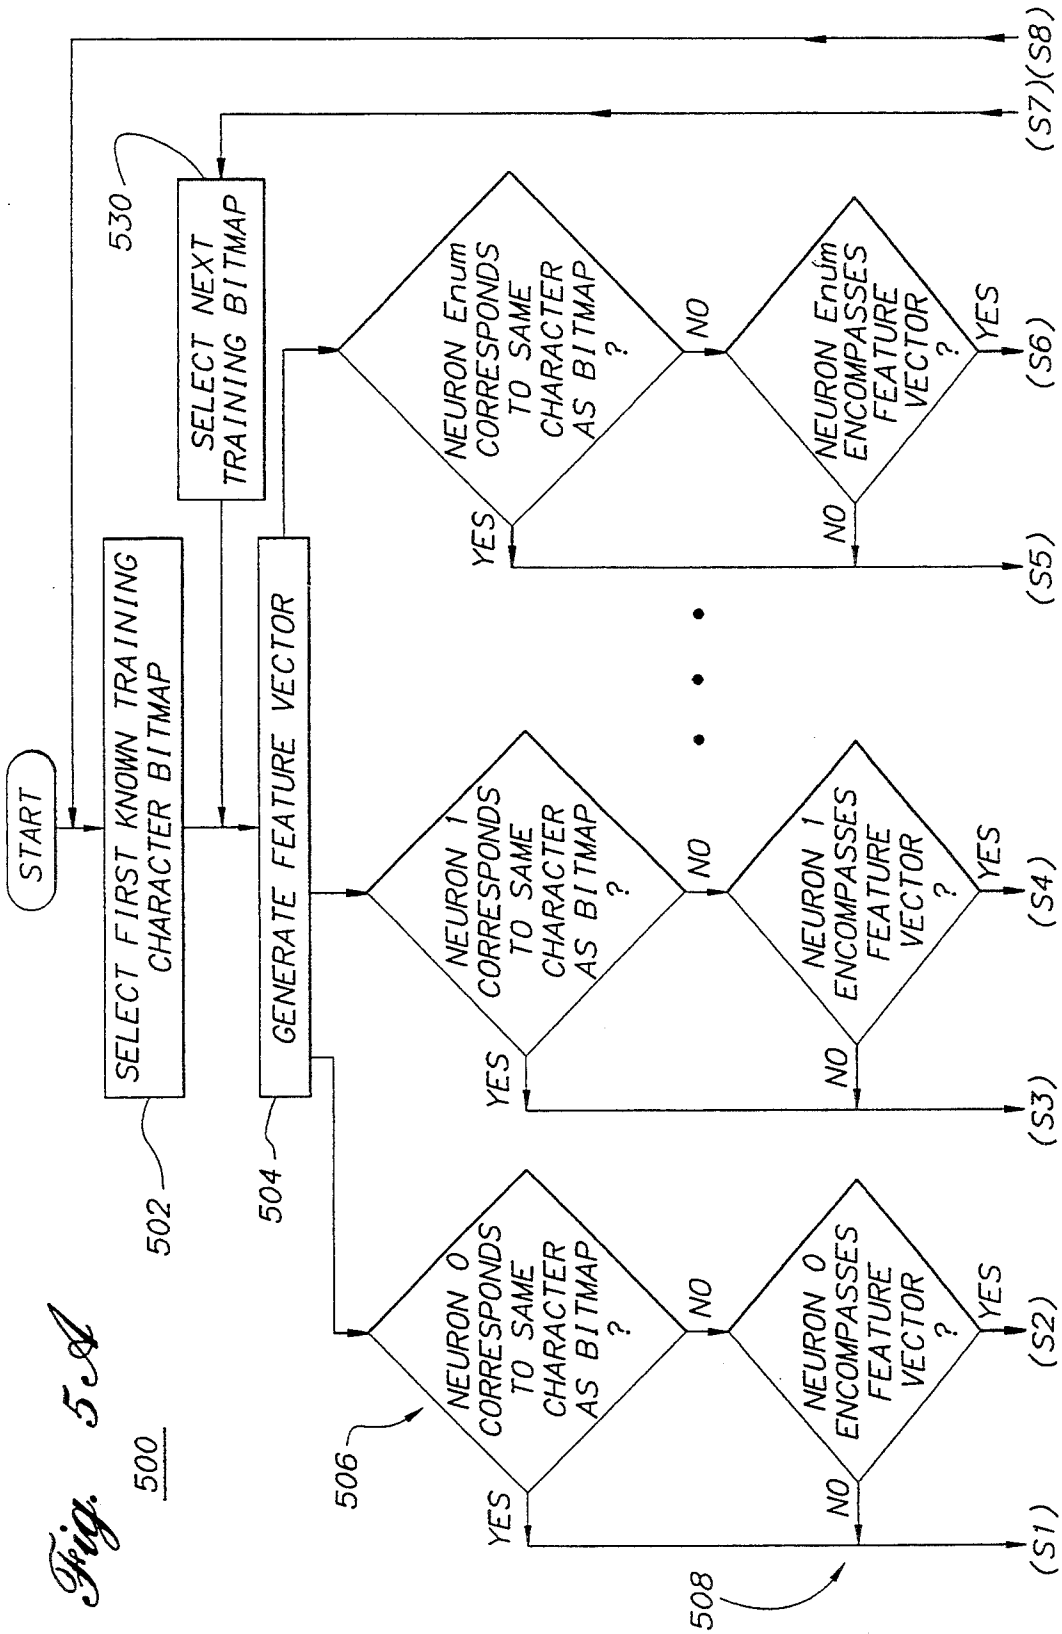 Fig. 5A
500
START
SELECT FIRST KNOWN TRAINING
CHARACTER BITMAP
502
530
SELECT NEXT
TRAINING BITMAP
GENERATE FEATURE VECTOR
504
506
NEURON 0
CORRESPONDS
TO SAME
CHARACTER
AS BITMAP
?
YES
NO
NEURON 1
CORRESPONDS
TO SAME
CHARACTER
AS BITMAP
?
YES
NO
NEURON Enum
CORRESPONDS
TO SAME
CHARACTER
AS BITMAP
?
YES
NO
508
NEURON 0
ENCOMPASSES
FEATURE
VECTOR
?
NO
YES
NEURON 1
ENCOMPASSES
FEATURE
VECTOR
?
NO
YES
NEURON Enum
ENCOMPASSES
FEATURE
VECTOR
?
NO
YES
(S1)
(S2)
(S3)
(S4)
(S5)
(S6)
(S7)(S8)